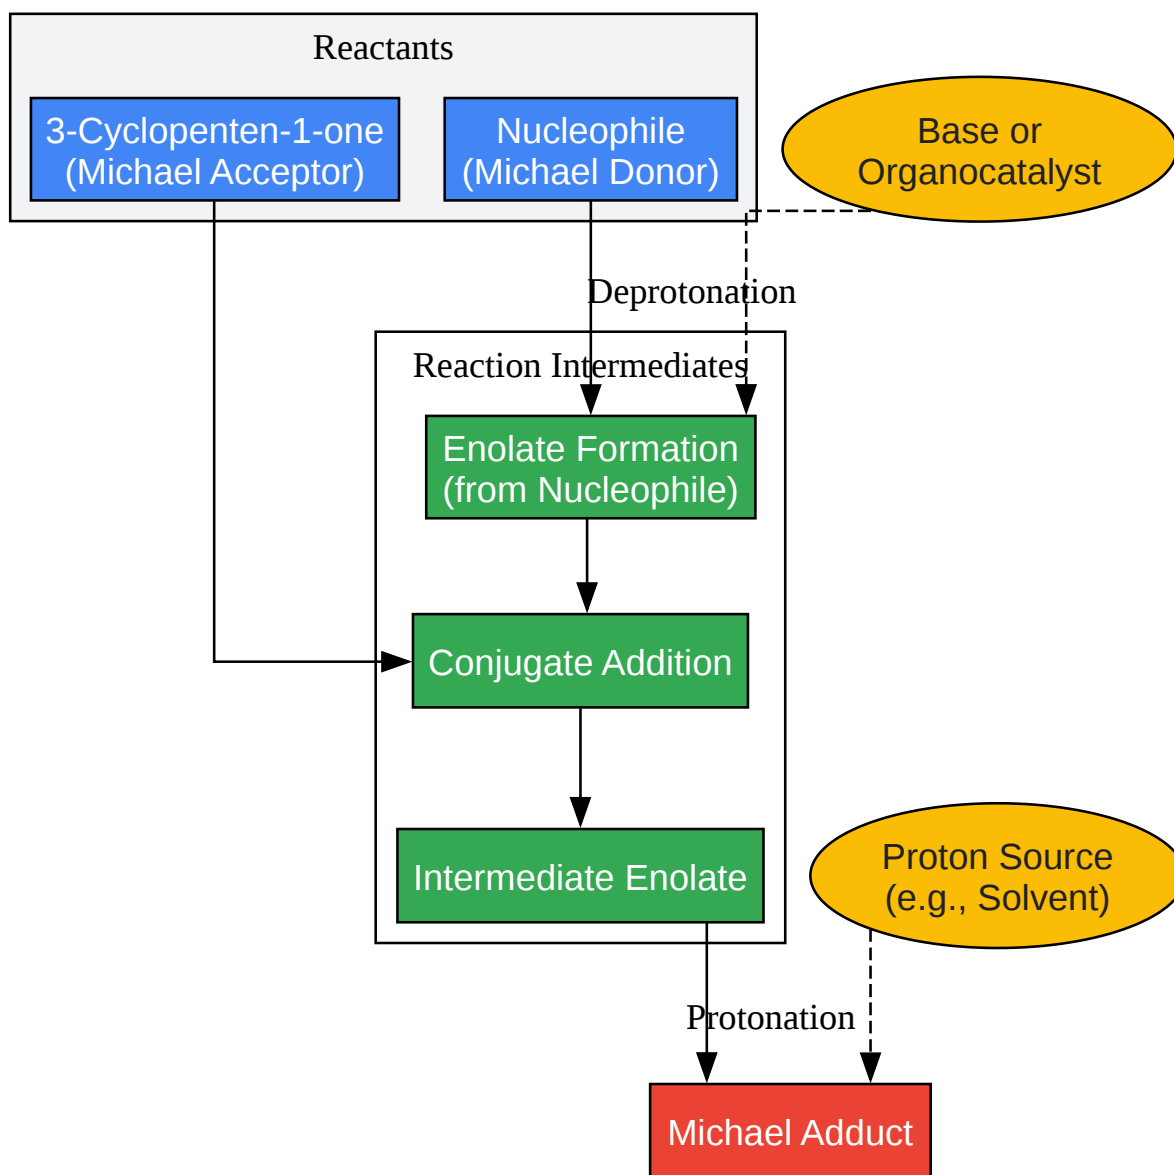 Reactants
3-Cyclopenten-1-one
(Michael Acceptor)
Nucleophile
(Michael Donor)
Base or
Organocatalyst
Deprotonation
Reaction Intermediates
Enolate Formation
(from Nucleophile)
Conjugate Addition
Intermediate Enolate
Proton Source
(e.g., Solvent)
Protonation
Michael Adduct